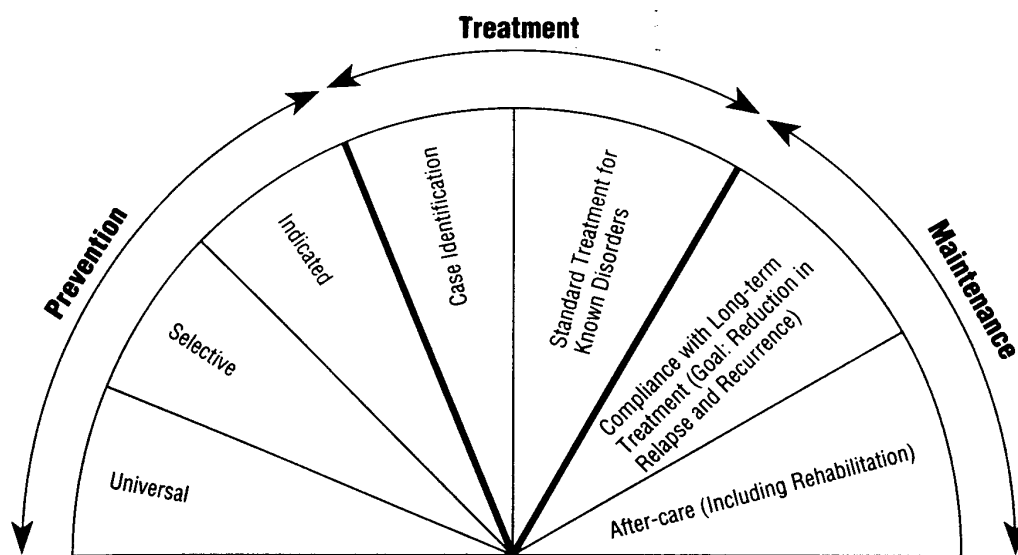 Treatment
Prevention
Maintenance
Universal
Selective
Indicated
Case Identification
Standard Treatment for
Known Disorders
Compliance with Long-term
Treatment (Goal: Reduction in
Relapse and Recurrence)
After-care (Including Rehabilitation)